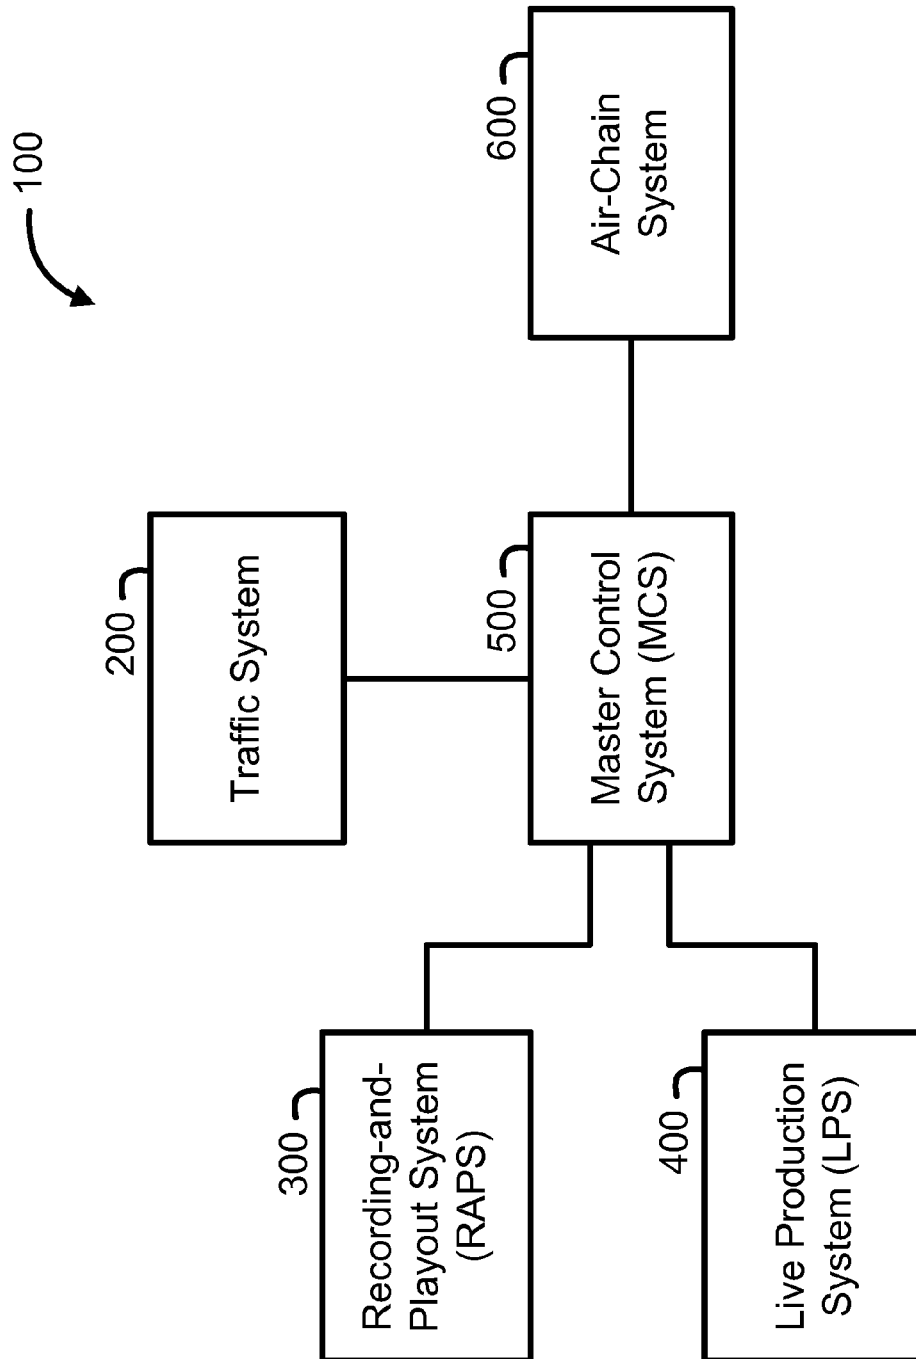 100
200
Traffic System
300
Recording-and-
Playout System
(RAPS)
500
Master Control
System (MCS)
600
Air-Chain
System
400
Live Production
System (LPS)